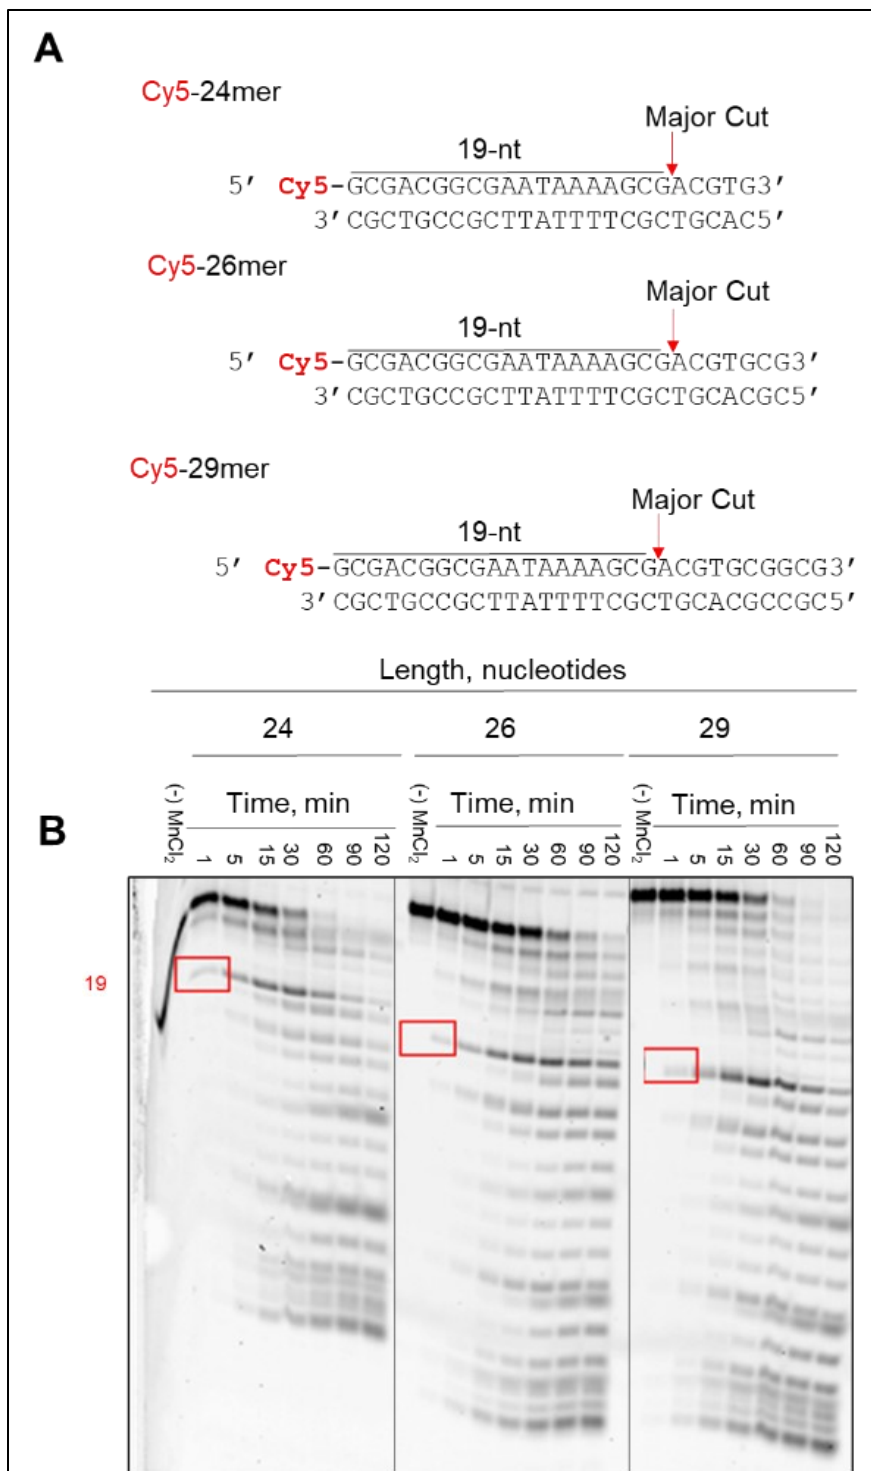 A
Cy5-24mer
Major Cut
19-nt
5′ Cy5-GCGACGGCGAATAAAAGCGACGTG3′
3′CGCTGCCGCTTATTTTCGCTGCAC5′
Cy5-26mer
Major Cut
19-nt
5′ Cy5-GCGACGGCGAATAAAAGCGACGTGCG3′
3′CGCTGCCGCTTATTTTCGCTGCACGC5′
Cy5-29mer
Major Cut
19-nt
5′ Cy5-GCGACGGCGAATAAAAGCGACGTGCGGCG3′
3′CGCTGCCGCTTATTTTCGCTGCACGCCGC5′
Length, nucleotides
24 26 29
B
(-) MnCl₂ Time, min (-) MnCl₂ Time, min (-) MnCl₂ Time, min
1 5 15 30 60 90 120 1 5 15 30 60 90 120 1 5 15 30 60 90 120
19